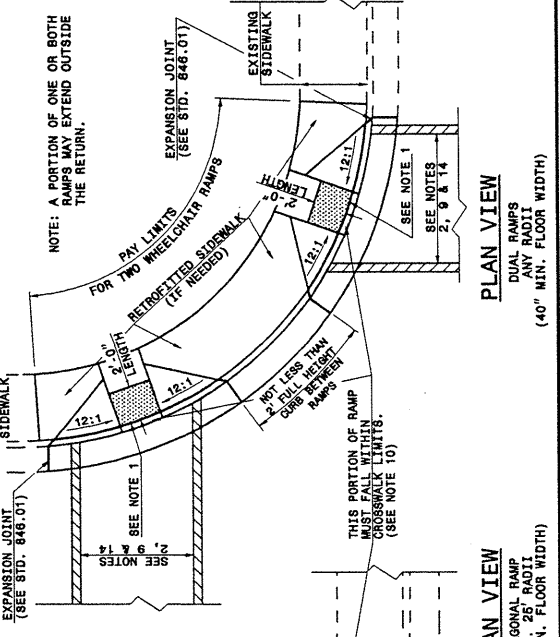 NOTE: A PORTION OF ONE OR BOTH
RAMPS MAY EXTEND OUTSIDE
THE RETURN.
EXPANSION JOINT
(SEE STD. 846.01)
EXISTING
SIDEWALK
PAY LIMITS
FOR TWO WHEELCHAIR RAMPS
RETROFITTED SIDEWALK
(IF NEEDED)
2'-0"
LENGTH
12:1
12:1
SEE NOTE 1
SEE NOTES
2, 9 & 14
SIDEWALK
EXPANSION JOINT
(SEE STD. 846.01)
2'-0"
LENGTH
12:1
12:1
SEE NOTE 1
SEE NOTES
2, 9 & 14
NOT LESS THAN
2' FULL HEIGHT
CURB BETWEEN
RAMPS
THIS PORTION OF RAMP
MUST FALL WITHIN
CROSSWALK LIMITS.
(SEE NOTE 10)
PLAN VIEW
DUAL RAMPS
ANY RADII
(40" MIN. FLOOR WIDTH)
AN VIEW
GONAL RAMP
25' RADII
N. FLOOR WIDTH)